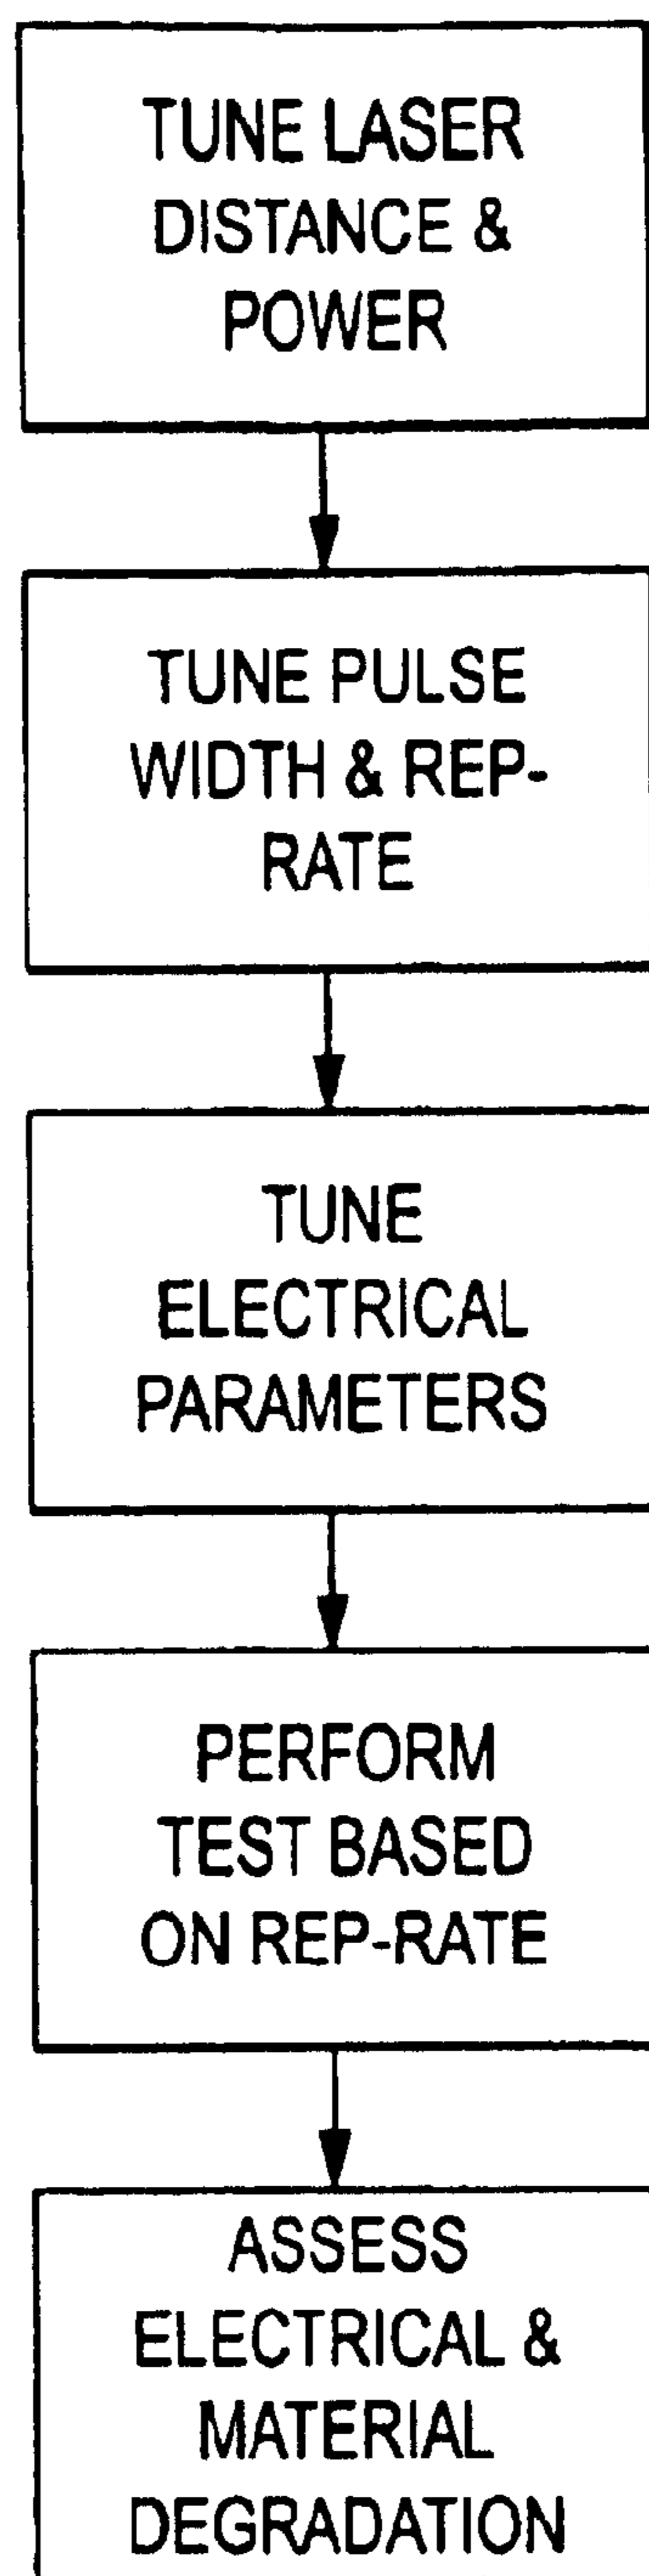 TUNE LASER
DISTANCE &
POWER
TUNE PULSE
WIDTH & REP-
RATE
TUNE
ELECTRICAL
PARAMETERS
PERFORM
TEST BASED
ON REP-RATE
ASSESS
ELECTRICAL &
MATERIAL
DEGRADATION